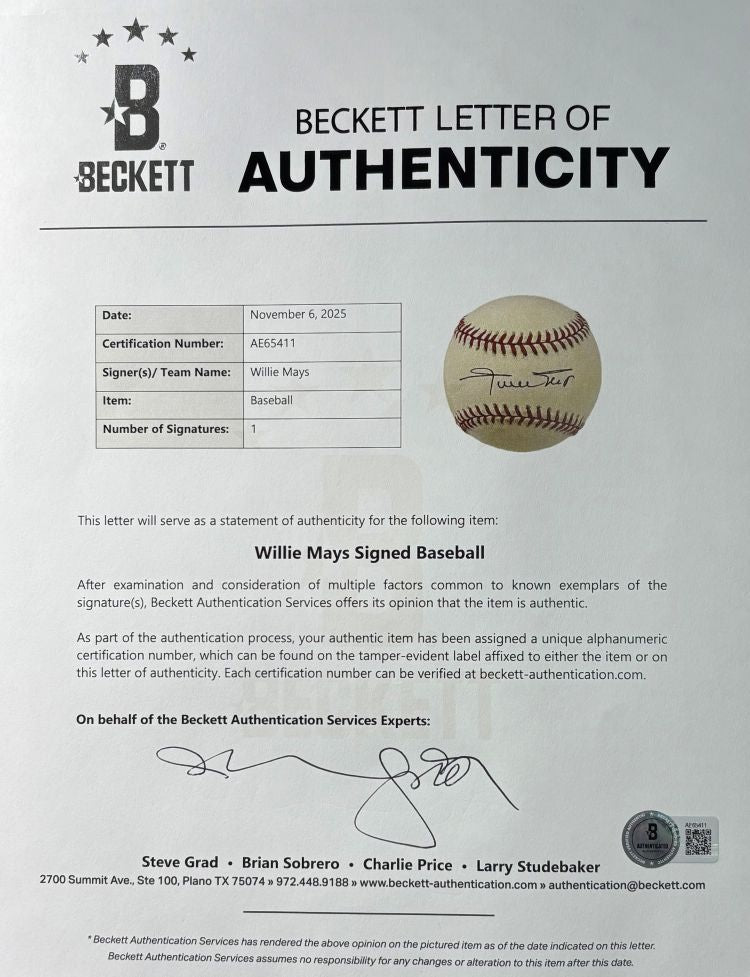 B
BECKETT
BECKETT LETTER OF
AUTHENTICITY
Date: November 6, 2025
Certification Number: AE65411
Signer(s)/ Team Name: Willie Mays
Item: Baseball
Number of Signatures: 1
This letter will serve as a statement of authenticity for the following item:
Willie Mays Signed Baseball
After examination and consideration of multiple factors common to known exemplars of the
signature(s), Beckett Authentication Services offers its opinion that the item is authentic.
As part of the authentication process, your authentic item has been assigned a unique alphanumeric
certification number, which can be found on the tamper-evident label affixed to either the item or on
this letter of authenticity. Each certification number can be verified at beckett-authentication.com.
On behalf of the Beckett Authentication Services Experts:
AE65411
B
AUTHENTICATED
Steve Grad • Brian Sobrero • Charlie Price • Larry Studebaker
2700 Summit Ave., Ste 100, Plano TX 75074 » 972.448.9188 » www.beckett-authentication.com » authentication@beckett.com
* Beckett Authentication Services has rendered the above opinion on the pictured item as of the date indicated on this letter.
Beckett Authentication Services assumes no responsibility for any changes or alteration to this item after this date.